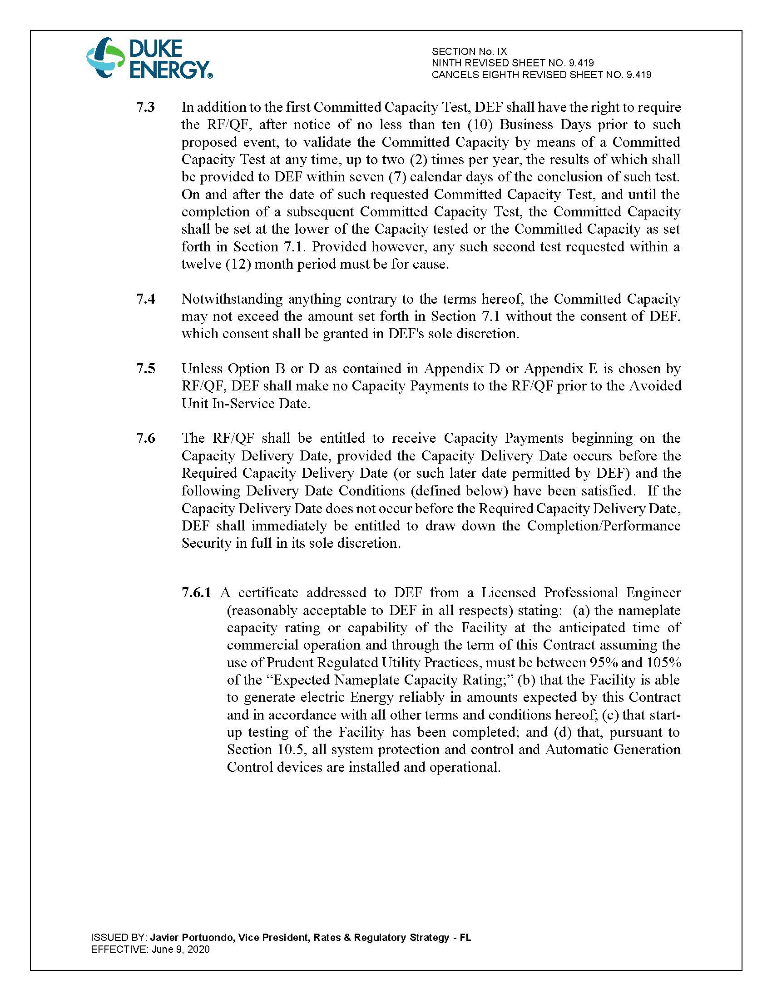 DUKE
ENERGY®
SECTION No. IX
NINTH REVISED SHEET NO. 9.419
CANCELS EIGHTH REVISED SHEET NO. 9.419
7.3 In addition to the first Committed Capacity Test, DEF shall have the right to require
the RF/QF, after notice of no less than ten (10) Business Days prior to such
proposed event, to validate the Committed Capacity by means of a Committed
Capacity Test at any time, up to two (2) times per year, the results of which shall
be provided to DEF within seven (7) calendar days of the conclusion of such test.
On and after the date of such requested Committed Capacity Test, and until the
completion of a subsequent Committed Capacity Test, the Committed Capacity
shall be set at the lower of the Capacity tested or the Committed Capacity as set
forth in Section 7.1. Provided however, any such second test requested within a
twelve (12) month period must be for cause.
7.4 Notwithstanding anything contrary to the terms hereof, the Committed Capacity
may not exceed the amount set forth in Section 7.1 without the consent of DEF,
which consent shall be granted in DEF's sole discretion.
7.5 Unless Option B or D as contained in Appendix D or Appendix E is chosen by
RF/QF, DEF shall make no Capacity Payments to the RF/QF prior to the Avoided
Unit In-Service Date.
7.6 The RF/QF shall be entitled to receive Capacity Payments beginning on the
Capacity Delivery Date, provided the Capacity Delivery Date occurs before the
Required Capacity Delivery Date (or such later date permitted by DEF) and the
following Delivery Date Conditions (defined below) have been satisfied. If the
Capacity Delivery Date does not occur before the Required Capacity Delivery Date,
DEF shall immediately be entitled to draw down the Completion/Performance
Security in full in its sole discretion.
7.6.1 A certificate addressed to DEF from a Licensed Professional Engineer
(reasonably acceptable to DEF in all respects) stating: (a) the nameplate
capacity rating or capability of the Facility at the anticipated time of
commercial operation and through the term of this Contract assuming the
use of Prudent Regulated Utility Practices, must be between 95% and 105%
of the “Expected Nameplate Capacity Rating;” (b) that the Facility is able
to generate electric Energy reliably in amounts expected by this Contract
and in accordance with all other terms and conditions hereof; (c) that start-
up testing of the Facility has been completed; and (d) that, pursuant to
Section 10.5, all system protection and control and Automatic Generation
Control devices are installed and operational.
ISSUED BY: Javier Portuondo, Vice President, Rates & Regulatory Strategy - FL
EFFECTIVE: June 9, 2020